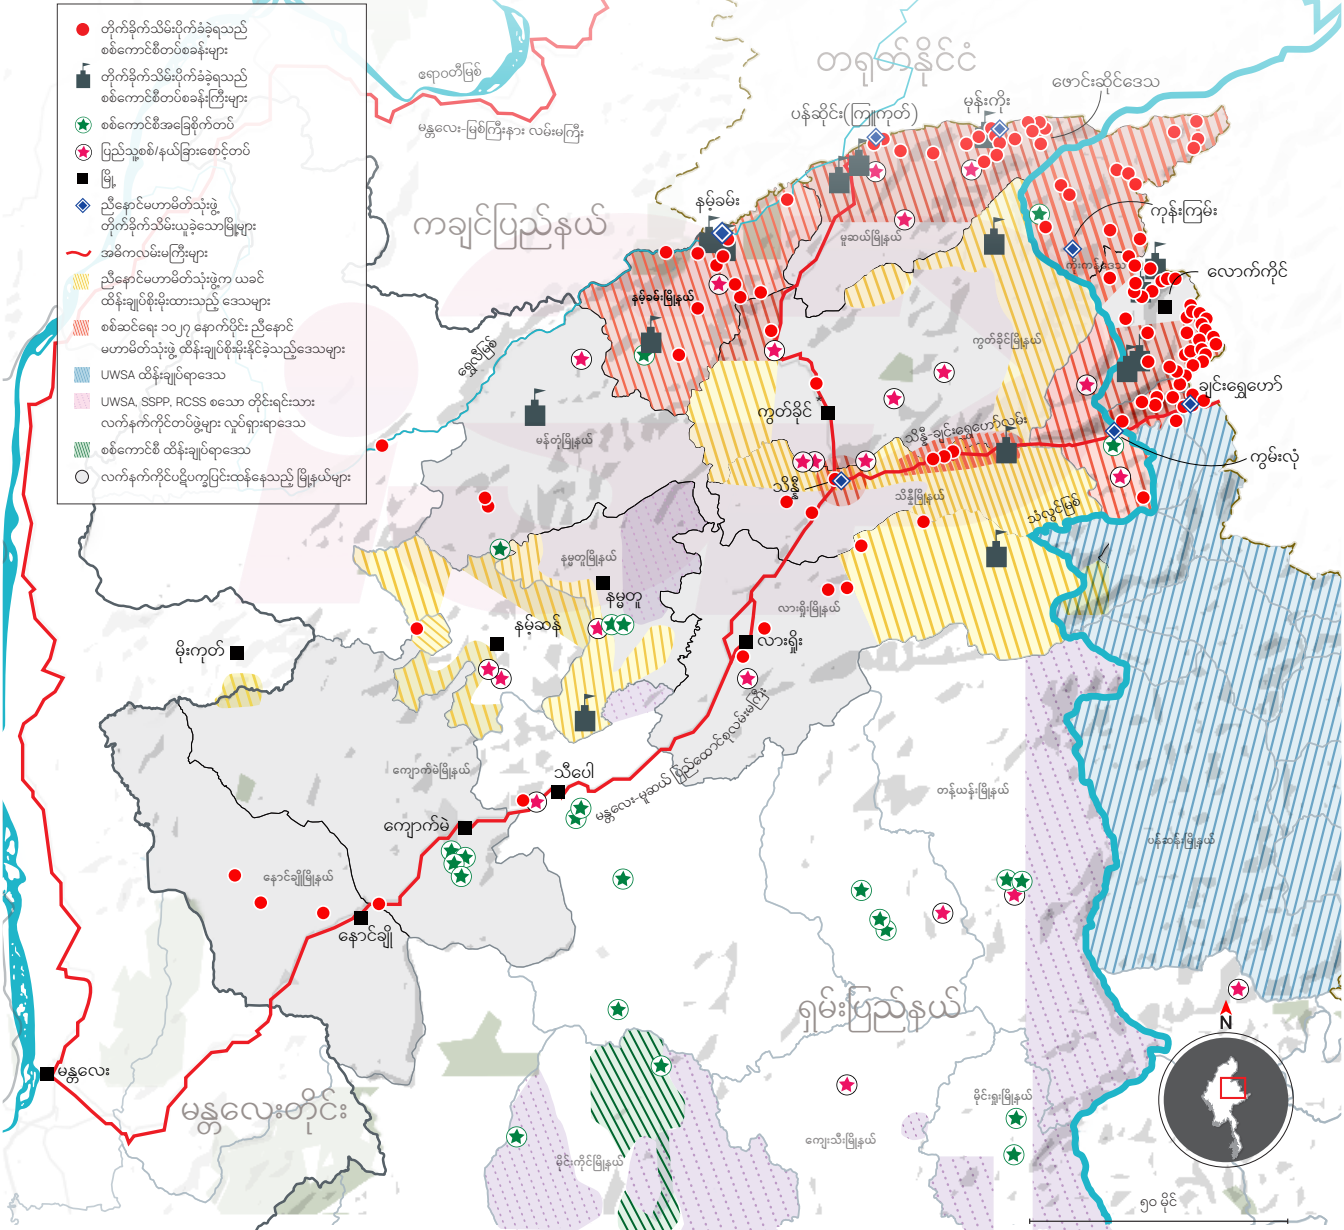 တိုက်ခိုက်သိမ်းပိုက်ခံခဲ့ရသည်
စစ်ကောင်စီတပ်စခန်းများ
တိုက်ခိုက်သိမ်းပိုက်ခံခဲ့ရသည်
စစ်ကောင်စီတပ်စခန်းကြီးများ
စစ်ကောင်စီအခြေစိုက်တပ်
ပြည်သူ့စစ်/နယ်ခြားစောင့်တပ်
မြို့
ညီနောင်မဟာမိတ်သုံးဖွဲ့
တိုက်ခိုက်သိမ်းယူခဲ့သောမြို့များ
အဓိကလမ်းမကြီးများ
ညီနောင်မဟာမိတ်သုံးဖွဲ့က ယခင်
ထိန်းချုပ်စိုးမိုးထားသည့် ဒေသများ
စစ်ဆင်ရေး ၁၀၂၇ နောက်ပိုင်း ညီနောင်
မဟာမိတ်သုံးဖွဲ့ ထိန်းချုပ်စိုးမိုးနိုင်ခဲ့သည့်ဒေသများ
UWSA ထိန်းချုပ်ရာဒေသ
UWSA, SSPP, RCSS စသော တိုင်းရင်းသား
လက်နက်ကိုင်တပ်ဖွဲ့များ လှုပ်ရှားရာဒေသ
စစ်ကောင်စီ ထိန်းချုပ်ရာဒေသ
လက်နက်ကိုင်ပဋိပက္ခပြင်းထန်နေသည့် မြို့နယ်များ
ဧရာဝတီမြစ်
မန္တလေး-မြစ်ကြီးနား လမ်းမကြီး
တရုတ်နိုင်ငံ
ဖောင်းဆိုင်ဒေသ
မုန်းကိုး
ပန်ဆိုင်း(ကြူကုတ်)
နမ့်ခမ်း
ကချင်ပြည်နယ်
ကုန်းကြမ်း
မူဆယ်မြို့နယ်
ကိုးကန့်ဒေသ
လောက်ကိုင်
နမ့်ခမ်းမြို့နယ်
ရွှေလီမြစ်
ကွတ်ခိုင်မြို့နယ်
ချင်းရွှေဟော်
ကွတ်ခိုင်
သိန္နီ-ချင်းရွှေဟော်လမ်း
မန်တုံမြို့နယ်
ကွမ်းလုံ
သိန္နီ
သိန္နီမြို့နယ်
သံလွင်မြစ်
နမ္မတူမြို့နယ်
နမ္မတူ
လားရှိုးမြို့နယ်
နမ့်ဆန်
လားရှိုး
မိုးကုတ်
မန္တလေး-မူဆယ် ပြည်ထောင်စုလမ်းမကြီး
ကျောက်မဲမြို့နယ်
သီပေါ
တန့်ယန်းမြို့နယ်
ကျောက်မဲ
ပန်ဆန်းမြို့နယ်
နောင်ချိုမြို့နယ်
နောင်ချို
ရှမ်းပြည်နယ်
N
မန္တလေး
မန္တလေးတိုင်း
မိုင်းရှုးမြို့နယ်
ကျေးသီးမြို့နယ်
မိုင်းကိုင်မြို့နယ်
၅၀ မိုင်